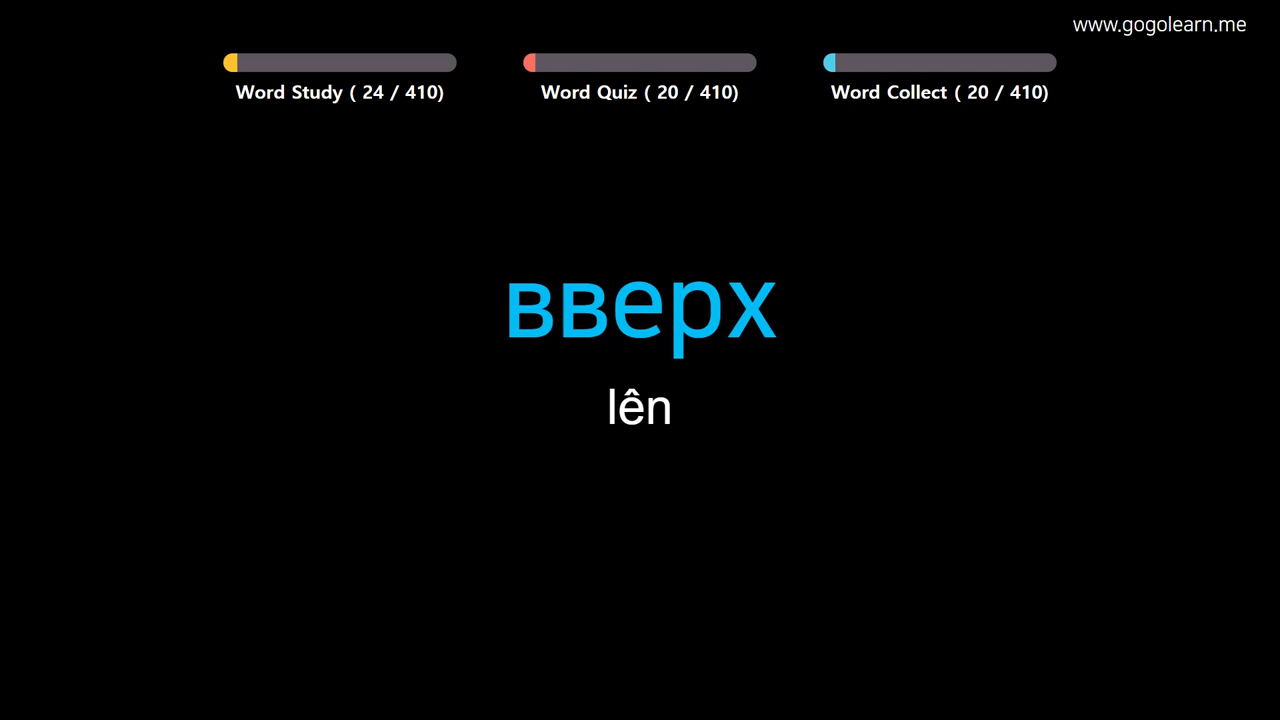 www.gogolearn.me
Word Study ( 24 / 410)
Word Quiz ( 20 / 410)
Word Collect ( 20 / 410)
вверх
lên